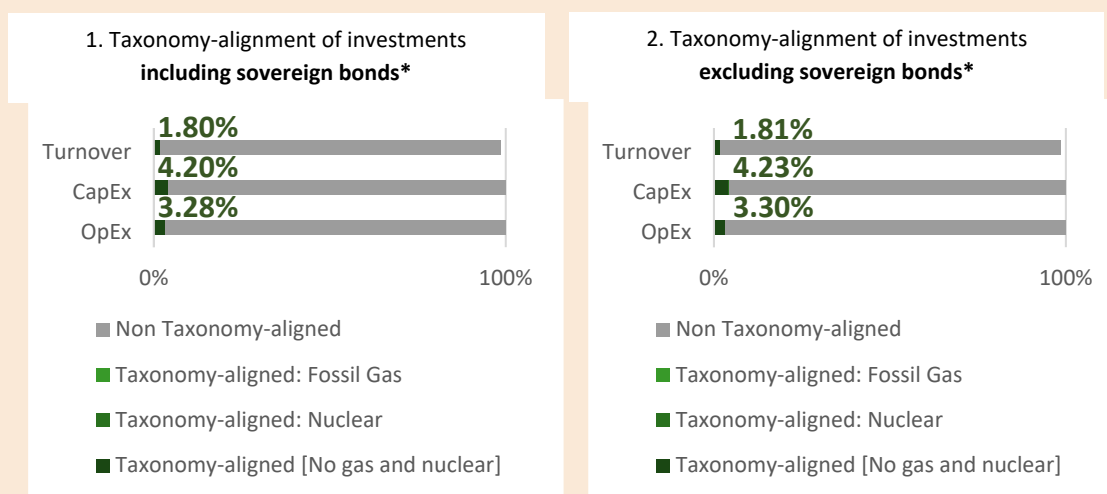 1. Taxonomy-alignment of investments
including sovereign bonds*
1.80%
Turnover
4.20%
CapEx
3.28%
OpEx
0% 100%
Non Taxonomy-aligned
Taxonomy-aligned: Fossil Gas
Taxonomy-aligned: Nuclear
Taxonomy-aligned [No gas and nuclear]
2. Taxonomy-alignment of investments
excluding sovereign bonds*
1.81%
Turnover
4.23%
CapEx
3.30%
OpEx
0% 100%
Non Taxonomy-aligned
Taxonomy-aligned: Fossil Gas
Taxonomy-aligned: Nuclear
Taxonomy-aligned [No gas and nuclear]